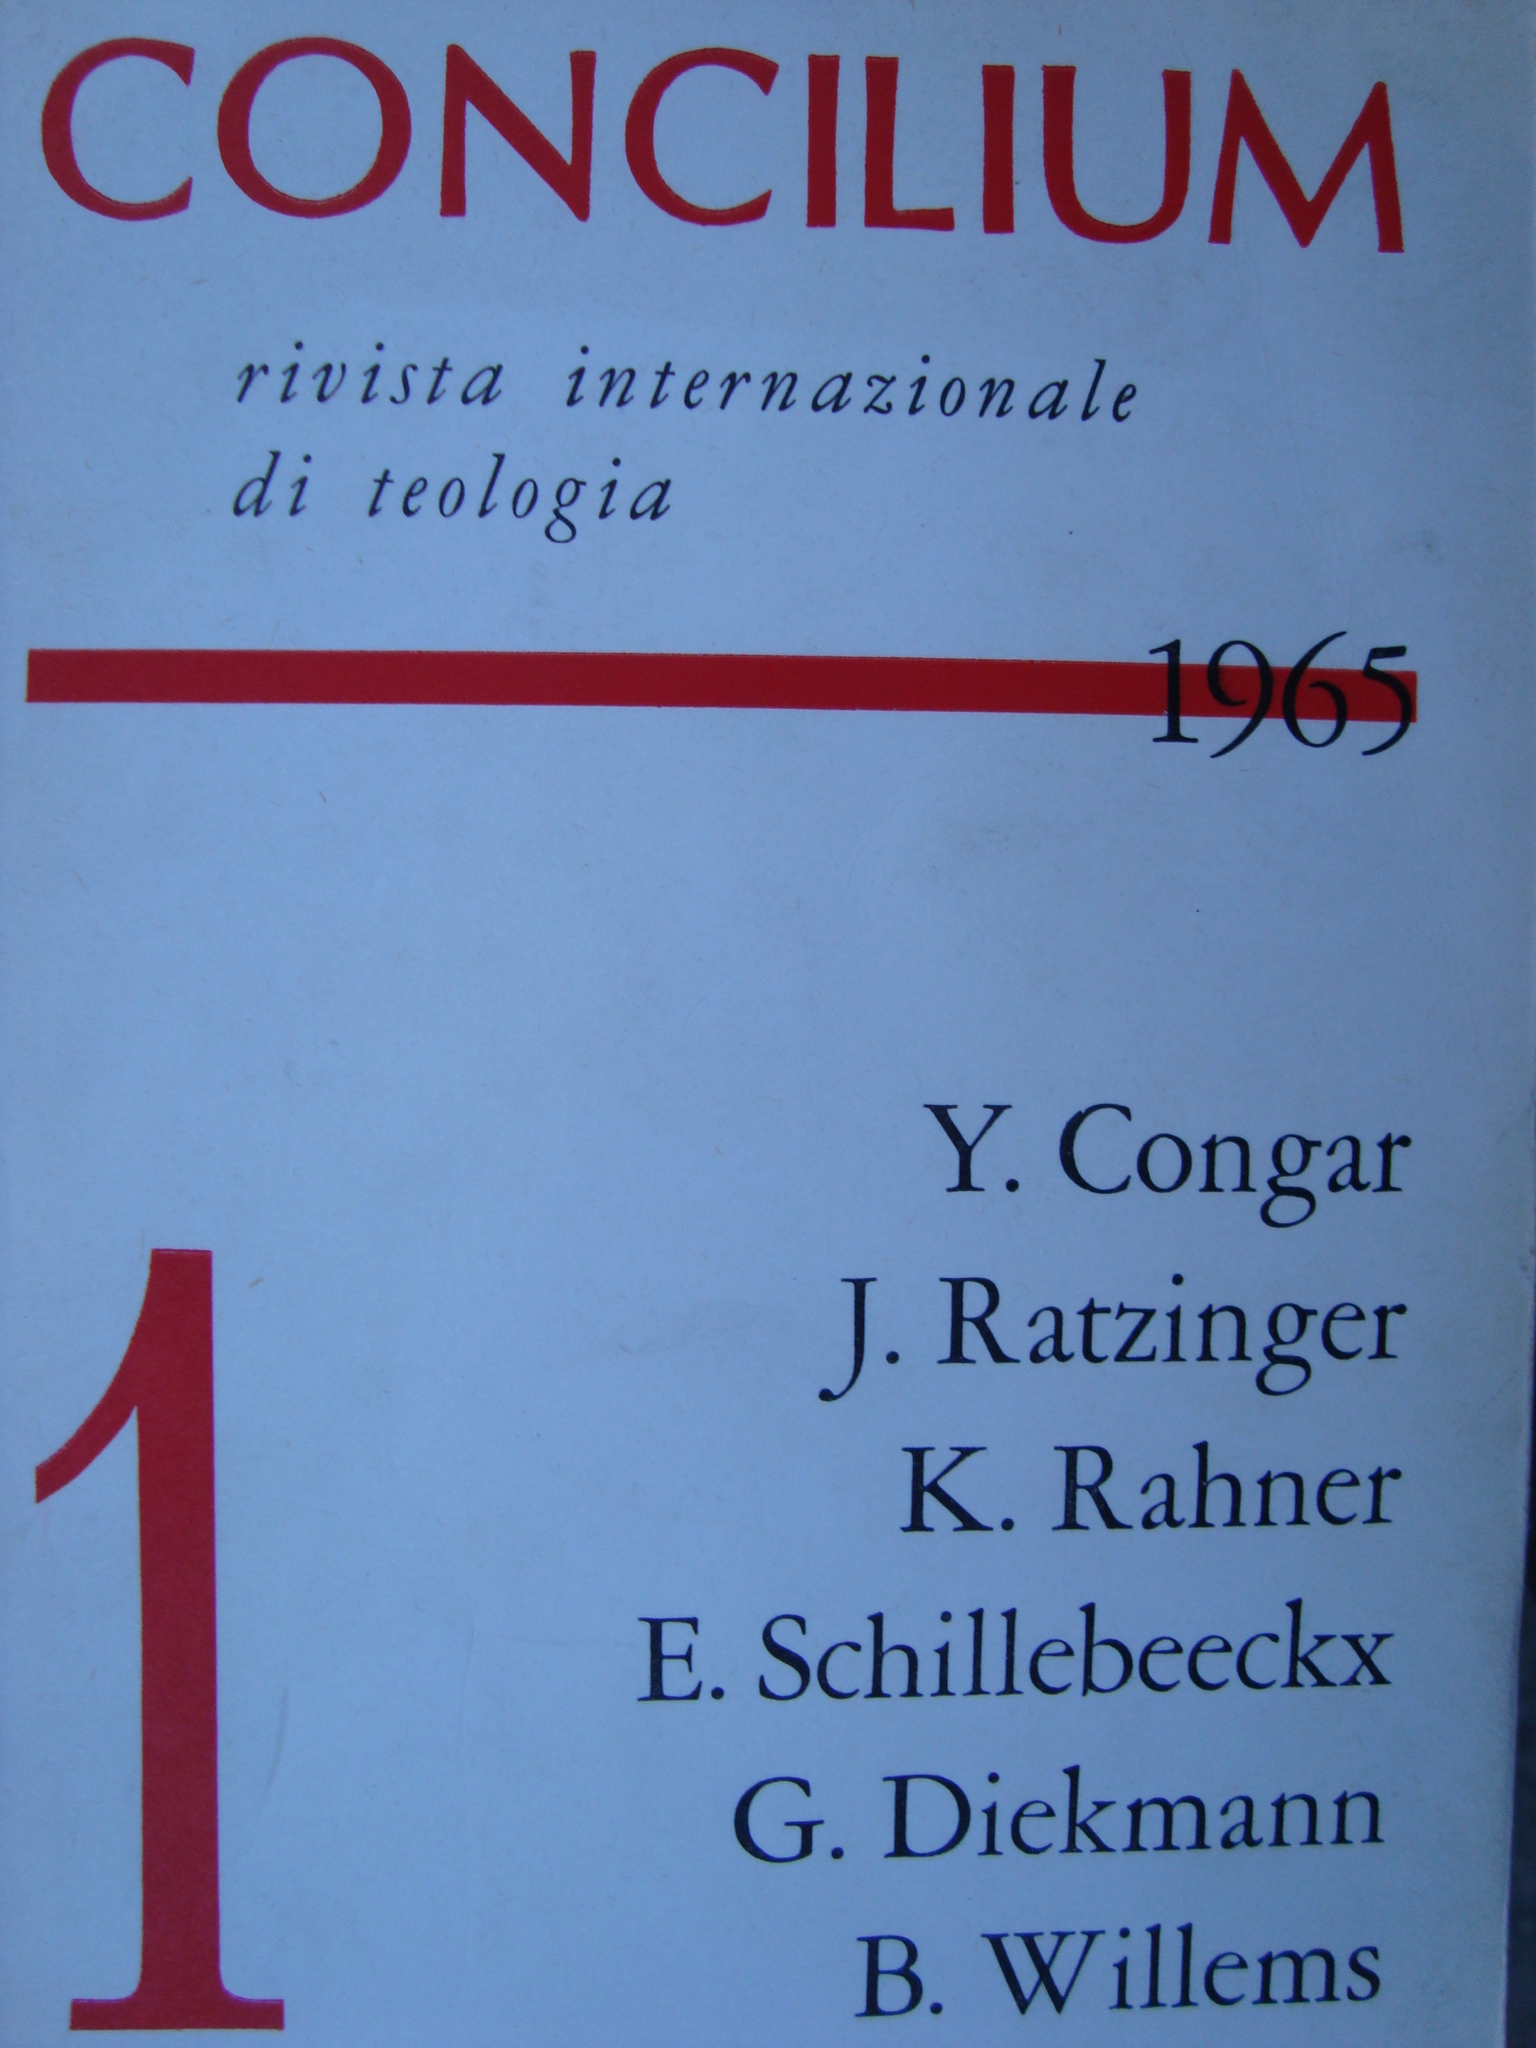 CONCILIUM
rivista internazionale
di teologia
1965
Y. Congar
J. Ratzinger
K. Rahner
E. Schillebeeckx
G. Diekmann
B. Willems
1